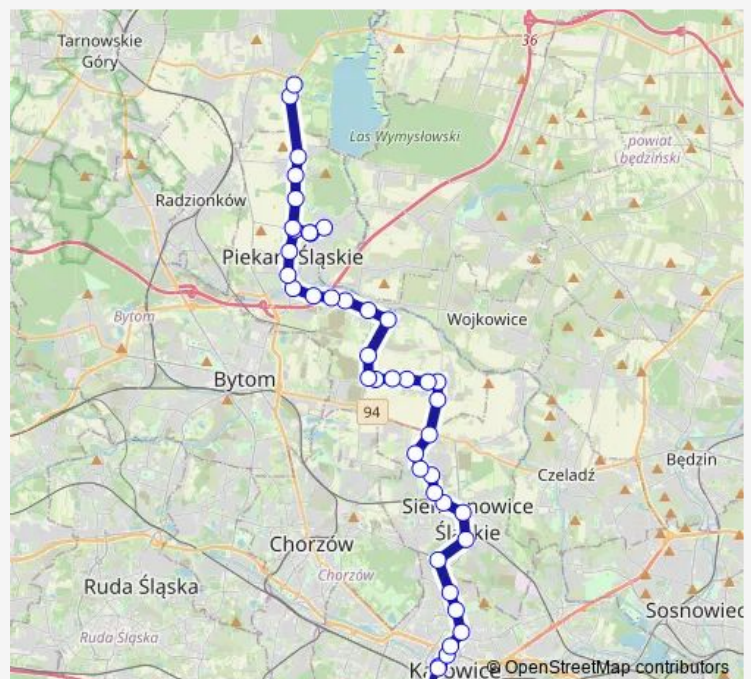 Tarnowskie
Góry
36
Las Wymysłowski
powiat
będziński
Radzionków
Piekary Śląskie
Bytom
Wojkowice
Bytom
94
Czeladź
Będzin
Siemianowice
Śląskie
Chorzów
Chorzów
Ruda Śląska
Sosnowiec
Ruda Śląska
Katowice
© OpenStreetMap contributors